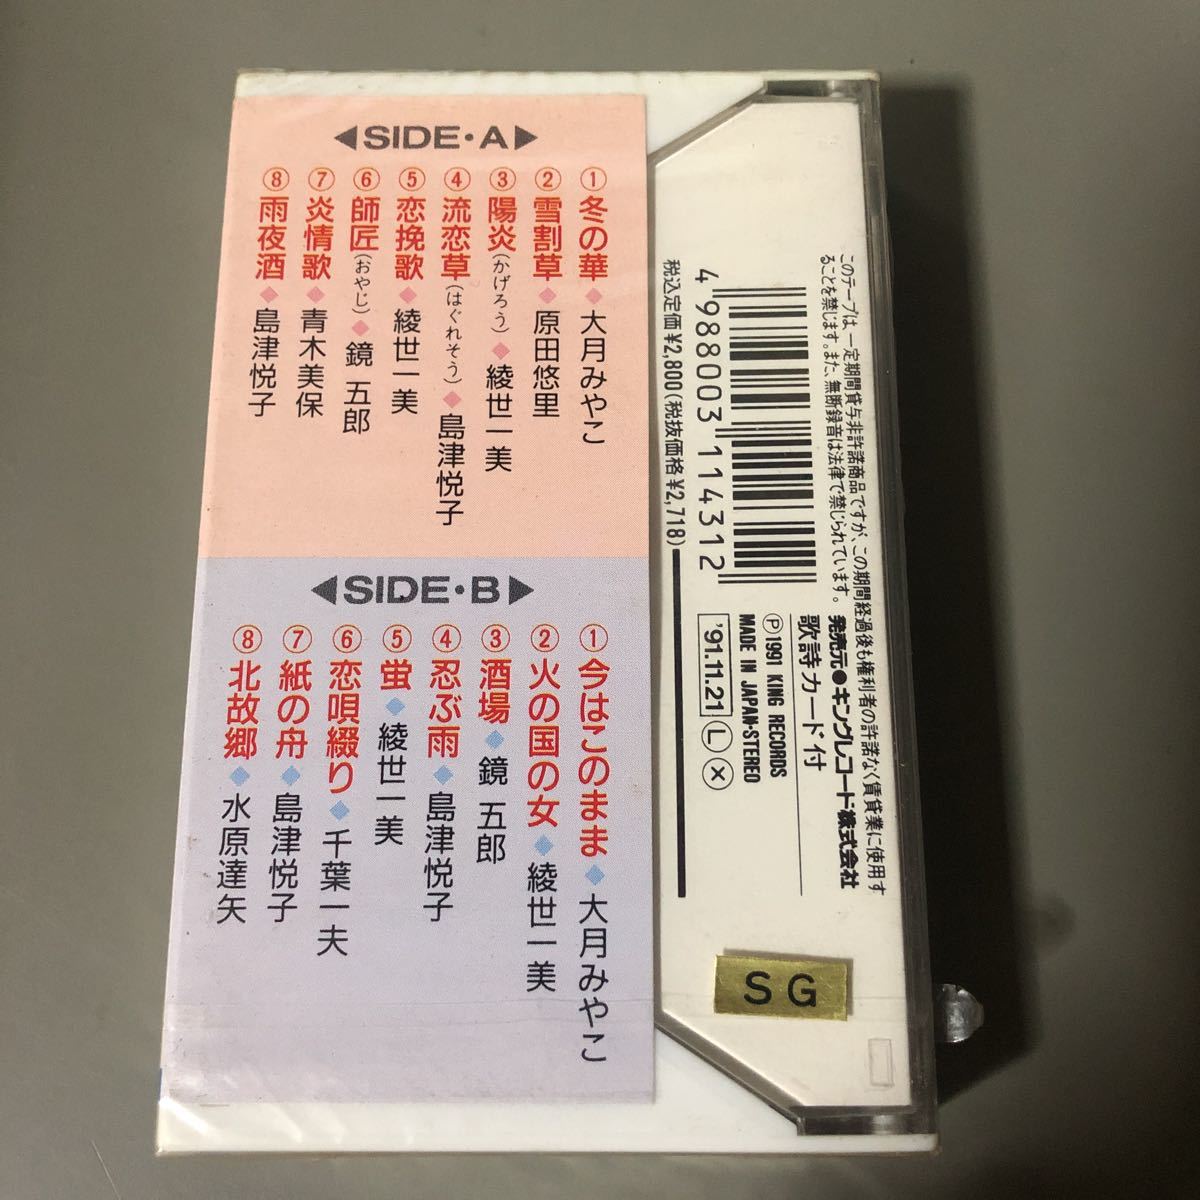 ◀SIDE・A▶
①冬の華◆大月みやこ
②雪割草◆原田悠里
③陽炎(かげろう)◆綾世一美
④流恋草(はぐれそう)◆島津悦子
⑤恋挽歌◆綾世一美
⑥師匠(おやじ)◆鏡 五郎
⑦炎情歌◆青木美保
⑧雨夜酒◆島津悦子
◀SIDE・B▶
①今はこのまま◆大月みやこ
②火の国の女◆綾世一美
③酒場◆鏡 五郎
④忍ぶ雨◆島津悦子
⑤蛍◆綾世一美
⑥恋唄綴り◆千葉一夫
⑦紙の舟◆島津悦子
⑧北故郷◆水原達矢
このテープは、一定期間貸与非許諾商品ですが、この期間経過後も権利者の許諾なく賃貸業に使用す
ることを禁じます。また、無断録音は法律で禁じられています。 発売元●キングレコード株式会社
歌詩カード付
4 988003 114312
Ⓟ1991 KING RECORDS
MADE IN JAPAN・STEREO
'91.11.21 Ⓛ ⓧ
税込定価¥2,800(税抜価格¥2,718)
SG